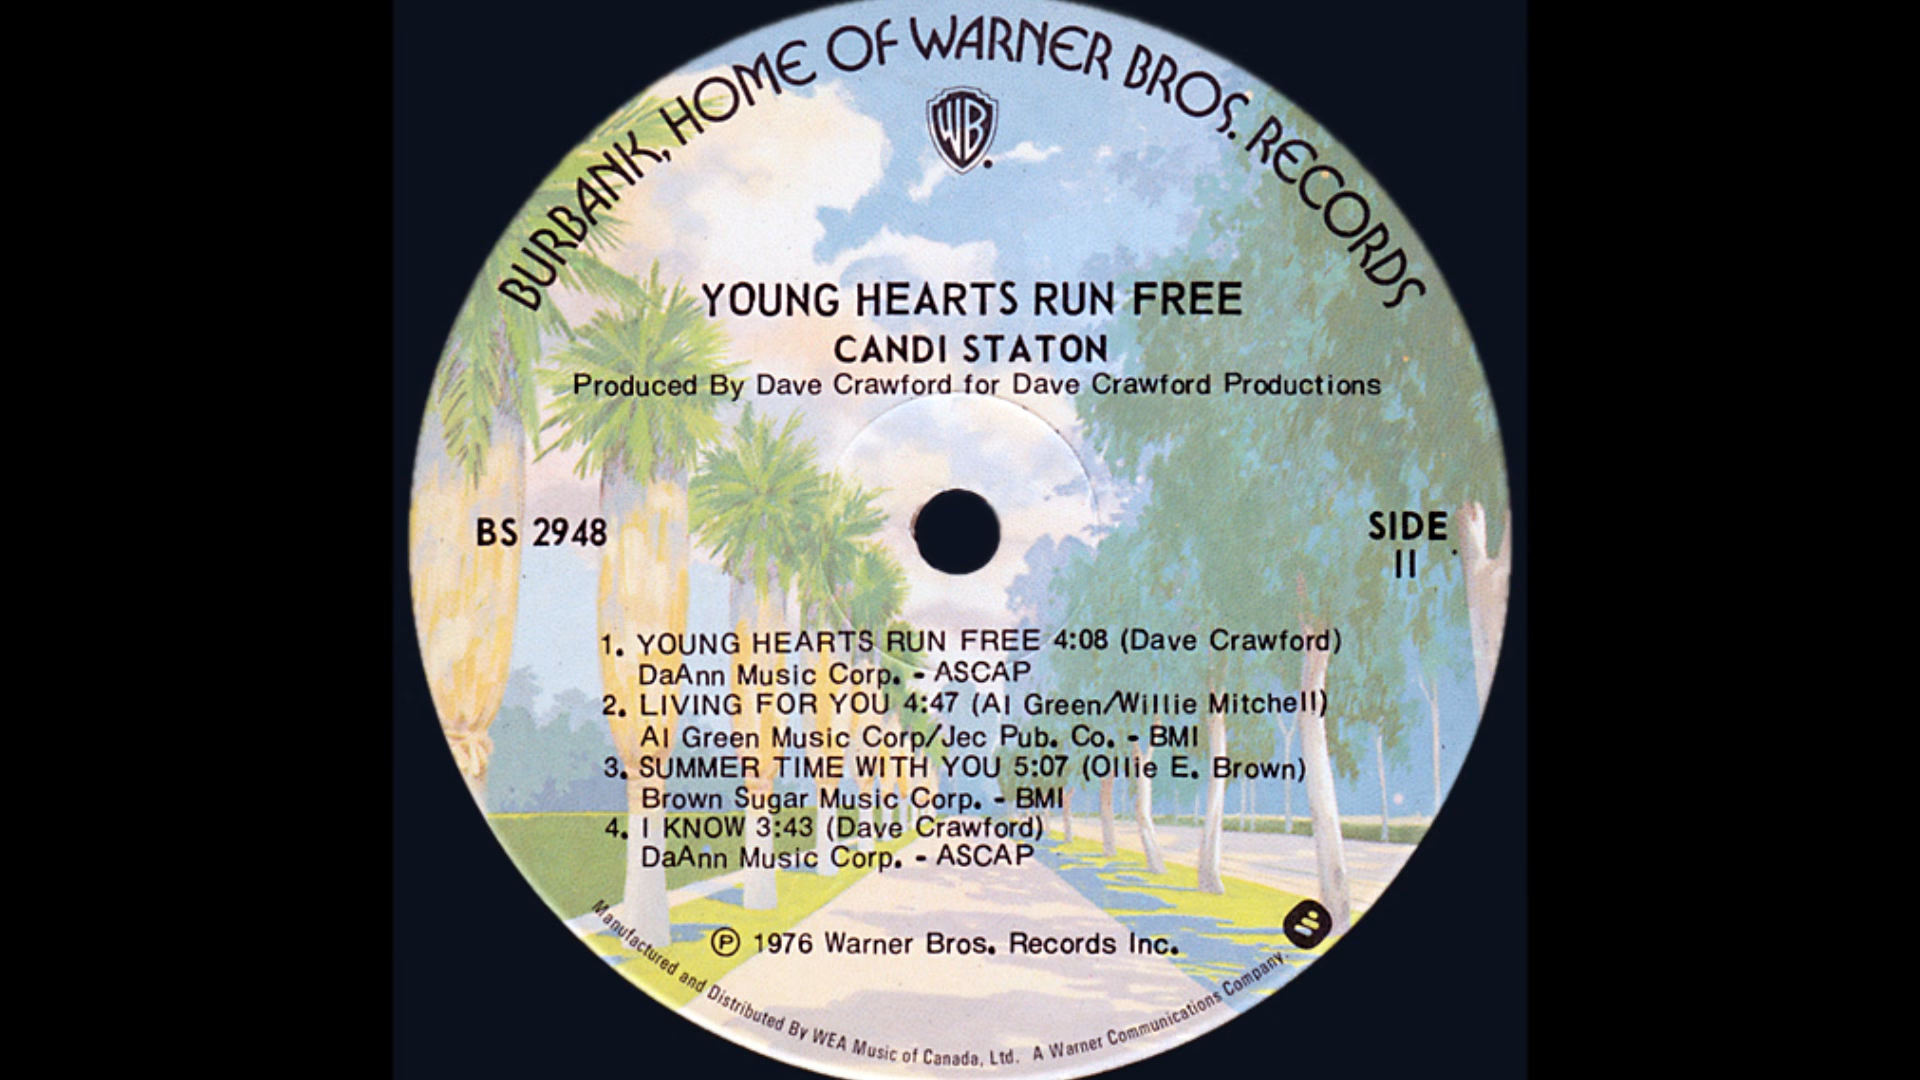 BURBANK, HOME OF WARNER BROS. RECORDS
WB
YOUNG HEARTS RUN FREE
CANDI STATON
Produced By Dave Crawford for Dave Crawford Productions
BS 2948
SIDE
II
1. YOUNG HEARTS RUN FREE 4:08 (Dave Crawford)
DaAnn Music Corp. - ASCAP
2. LIVING FOR YOU 4:47 (Al Green/Willie Mitchell)
Al Green Music Corp/Jec Pub. Co. - BMI
3. SUMMER TIME WITH YOU 5:07 (Ollie E. Brown)
Brown Sugar Music Corp. - BMI
4. I KNOW 3:43 (Dave Crawford)
DaAnn Music Corp. - ASCAP
Ⓟ 1976 Warner Bros. Records Inc.
Manufactured and Distributed By WEA Music of Canada, Ltd. A Warner Communications Company.